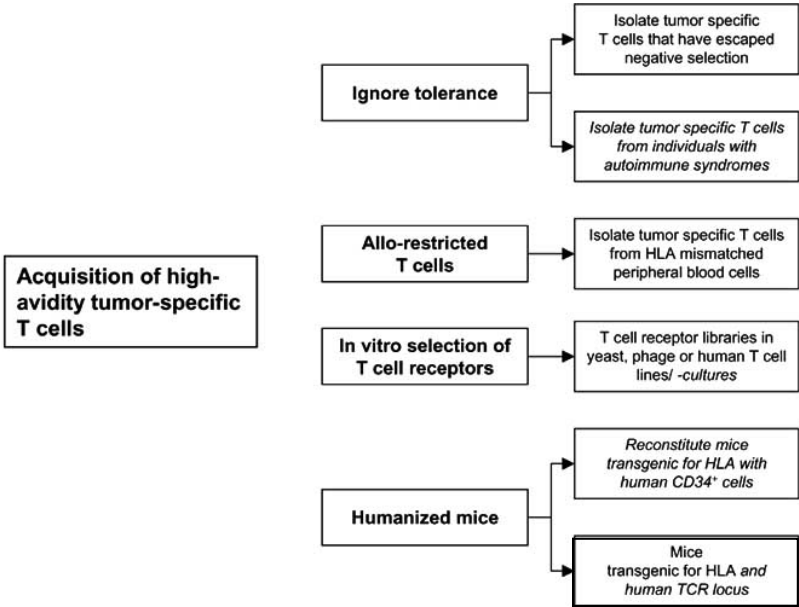 Acquisition of high-
avidity tumor-specific
T cells
Ignore tolerance
Isolate tumor specific
T cells that have escaped
negative selection
Isolate tumor specific T cells
from individuals with
autoimmune syndromes
Allo-restricted
T cells
Isolate tumor specific T cells
from HLA mismatched
peripheral blood cells
In vitro selection of
T cell receptors
T cell receptor libraries in
yeast, phage or human T cell
lines/ -cultures
Humanized mice
Reconstitute mice
transgenic for HLA with
human CD34⁺ cells
Mice
transgenic for HLA and
human TCR locus